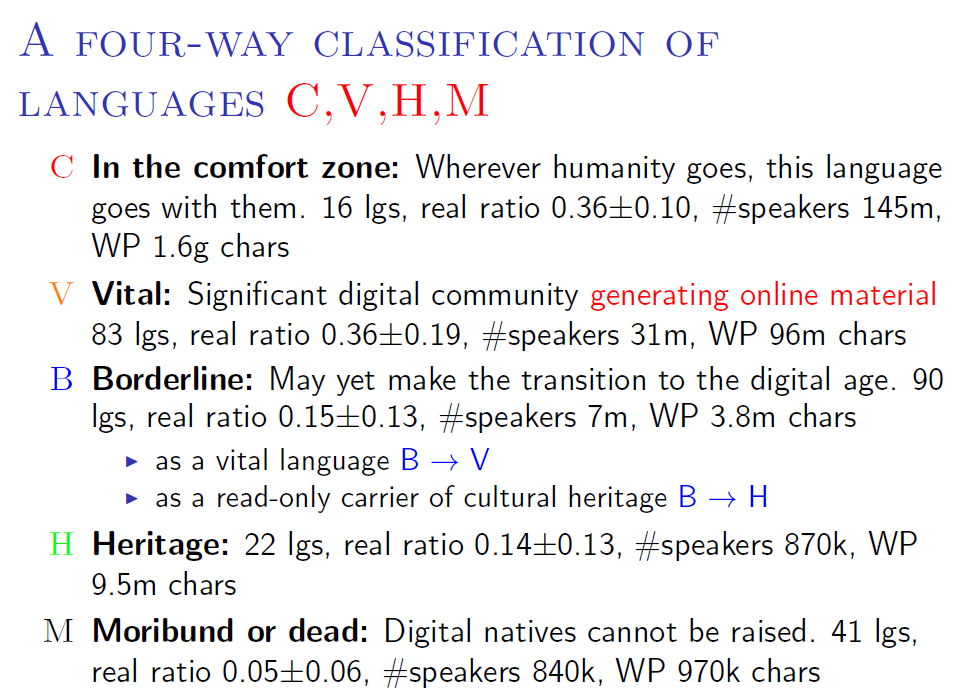 A FOUR-WAY CLASSIFICATION OF
LANGUAGES C,V,H,M
C In the comfort zone: Wherever humanity goes, this language
goes with them. 16 lgs, real ratio 0.36±0.10, #speakers 145m,
WP 1.6g chars
V Vital: Significant digital community generating online material
83 lgs, real ratio 0.36±0.19, #speakers 31m, WP 96m chars
B Borderline: May yet make the transition to the digital age. 90
lgs, real ratio 0.15±0.13, #speakers 7m, WP 3.8m chars
▶ as a vital language B → V
▶ as a read-only carrier of cultural heritage B → H
H Heritage: 22 lgs, real ratio 0.14±0.13, #speakers 870k, WP
9.5m chars
M Moribund or dead: Digital natives cannot be raised. 41 lgs,
real ratio 0.05±0.06, #speakers 840k, WP 970k chars